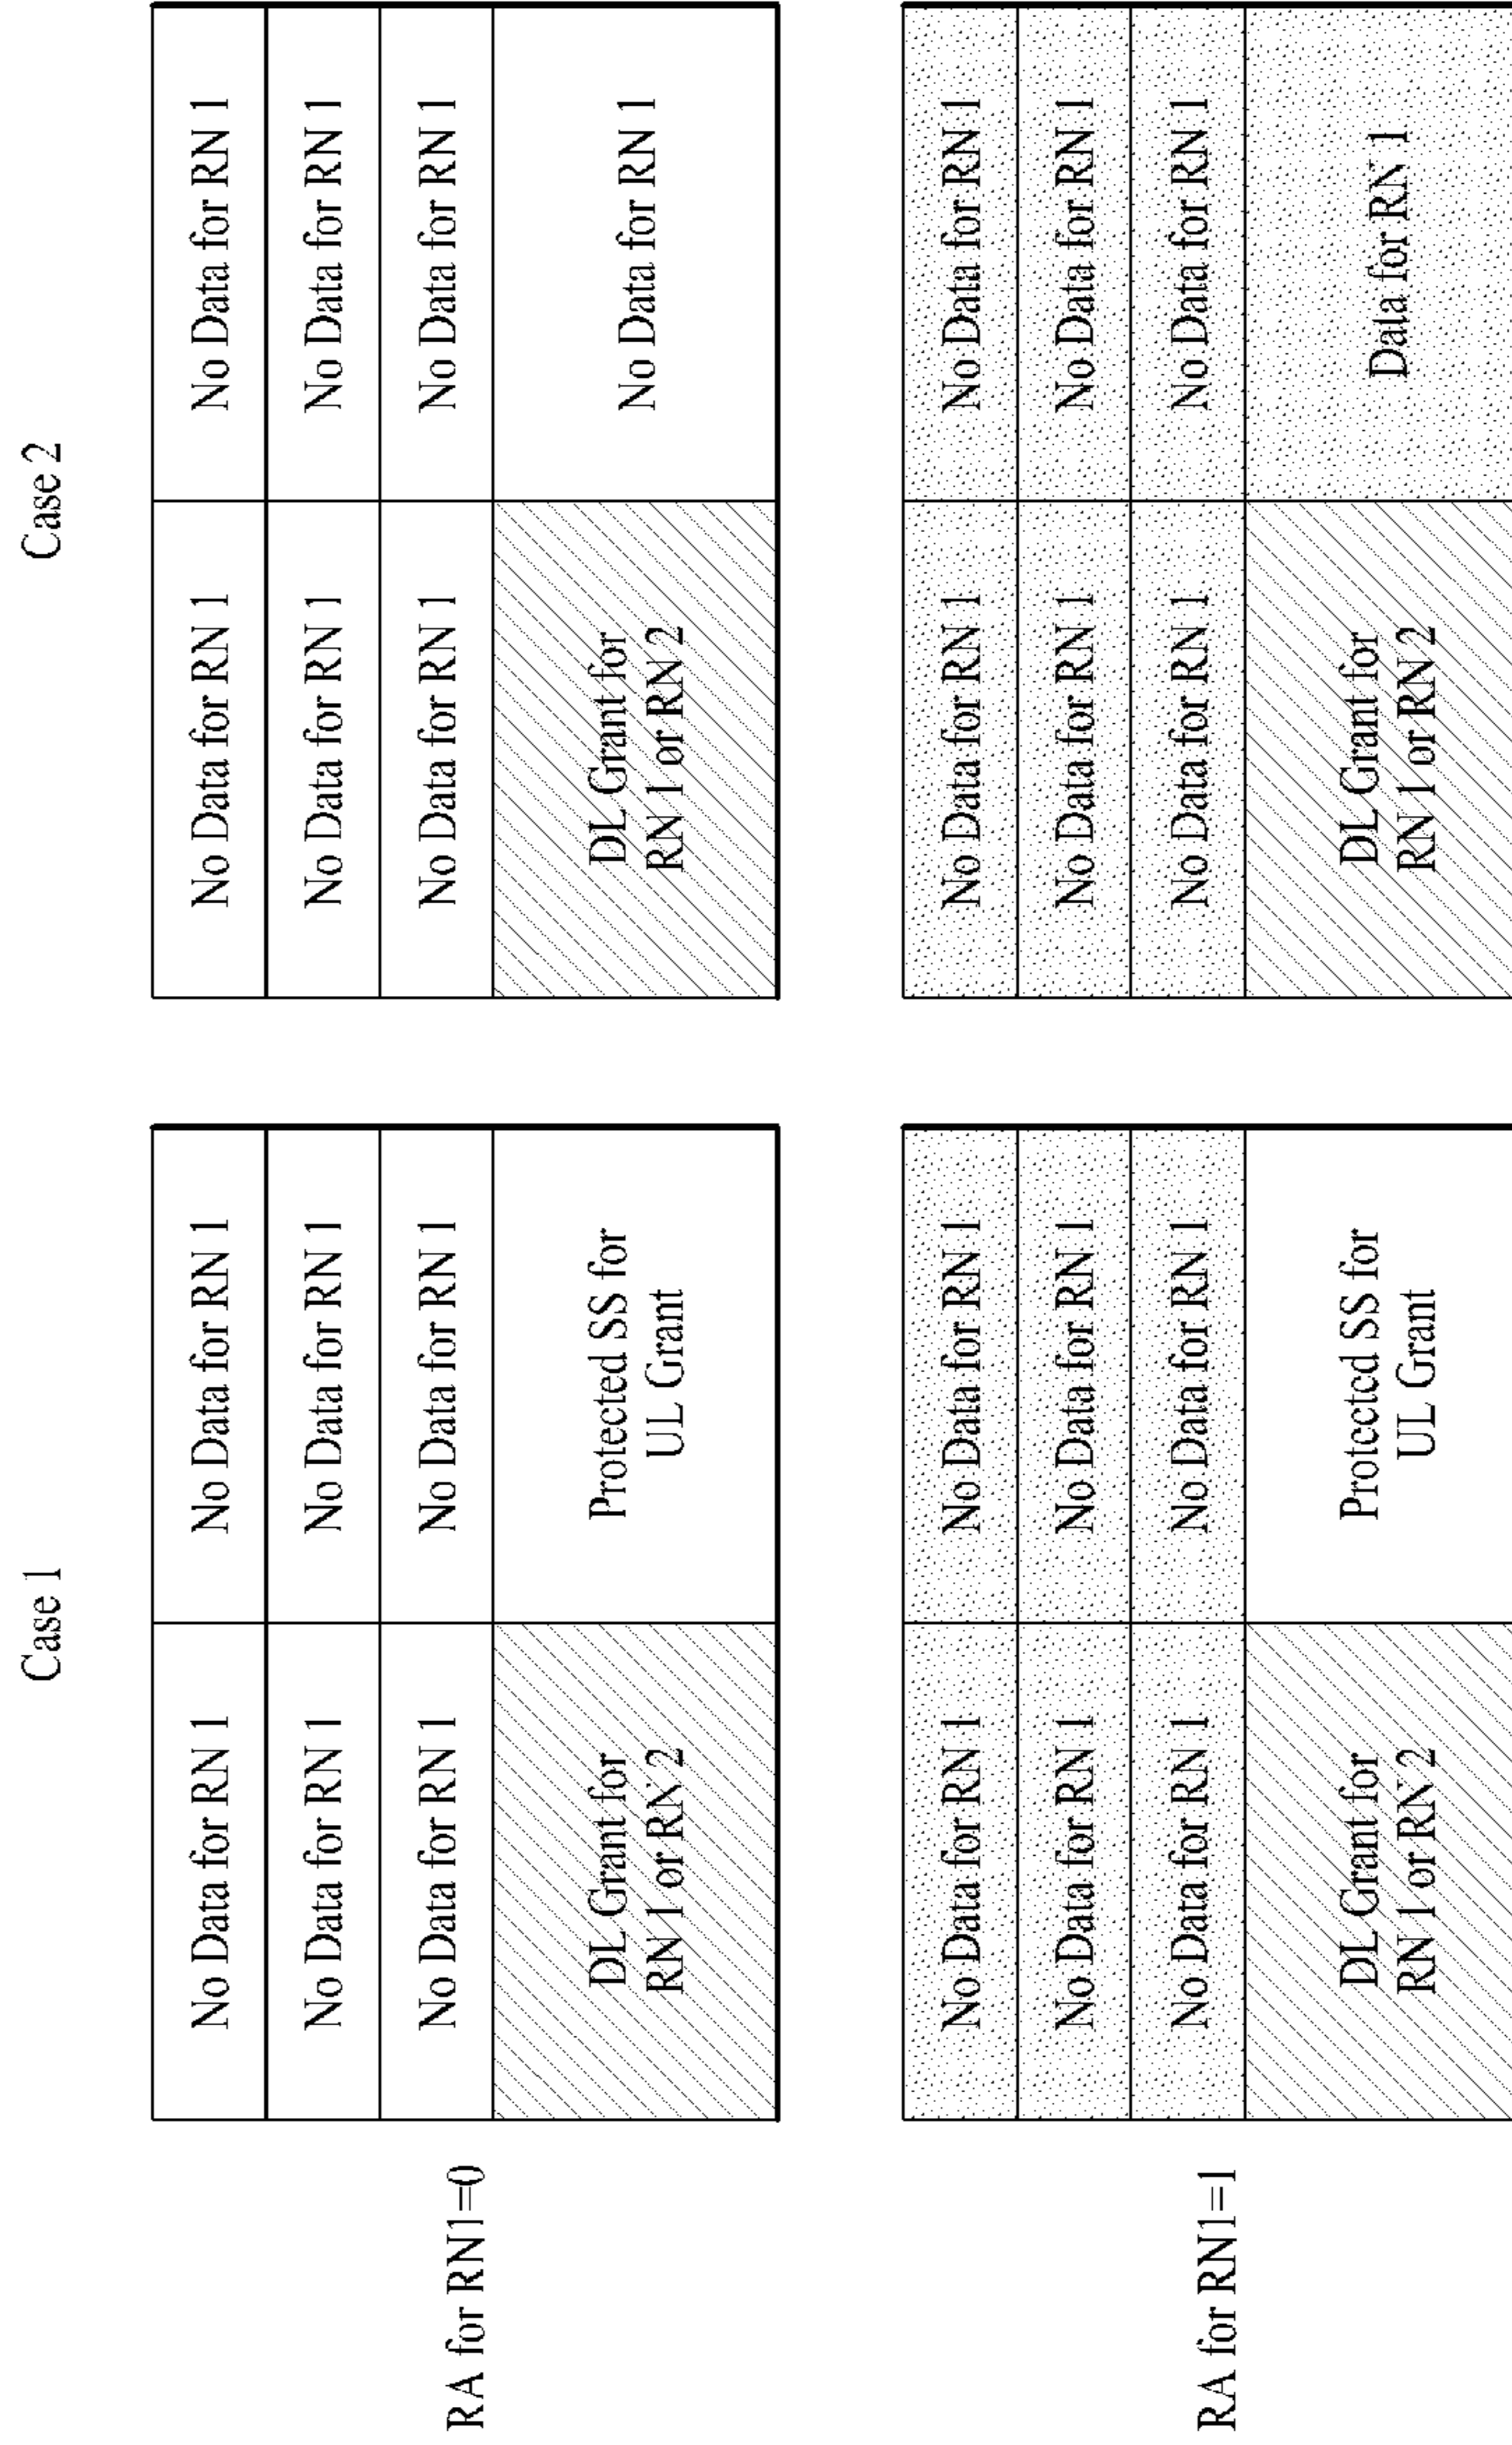 Case 1
Case 2
No Data for RN 1
No Data for RN 1
No Data for RN 1
No Data for RN 1
No Data for RN 1
No Data for RN 1
No Data for RN 1
No Data for RN 1
RA for RN1=0
No Data for RN 1
No Data for RN 1
No Data for RN 1
No Data for RN 1
DL Grant for
RN 1 or RN 2
Protected SS for
UL Grant
DL Grant for
RN 1 or RN 2
No Data for RN 1
No Data for RN 1
No Data for RN 1
No Data for RN 1
No Data for RN 1
No Data for RN 1
No Data for RN 1
No Data for RN 1
No Data for RN 1
RA for RN1=1
No Data for RN 1
No Data for RN 1
No Data for RN 1
No Data for RN 1
DL Grant for
RN 1 or RN 2
Protected SS for
UL Grant
DL Grant for
RN 1 or RN 2
Data for RN 1